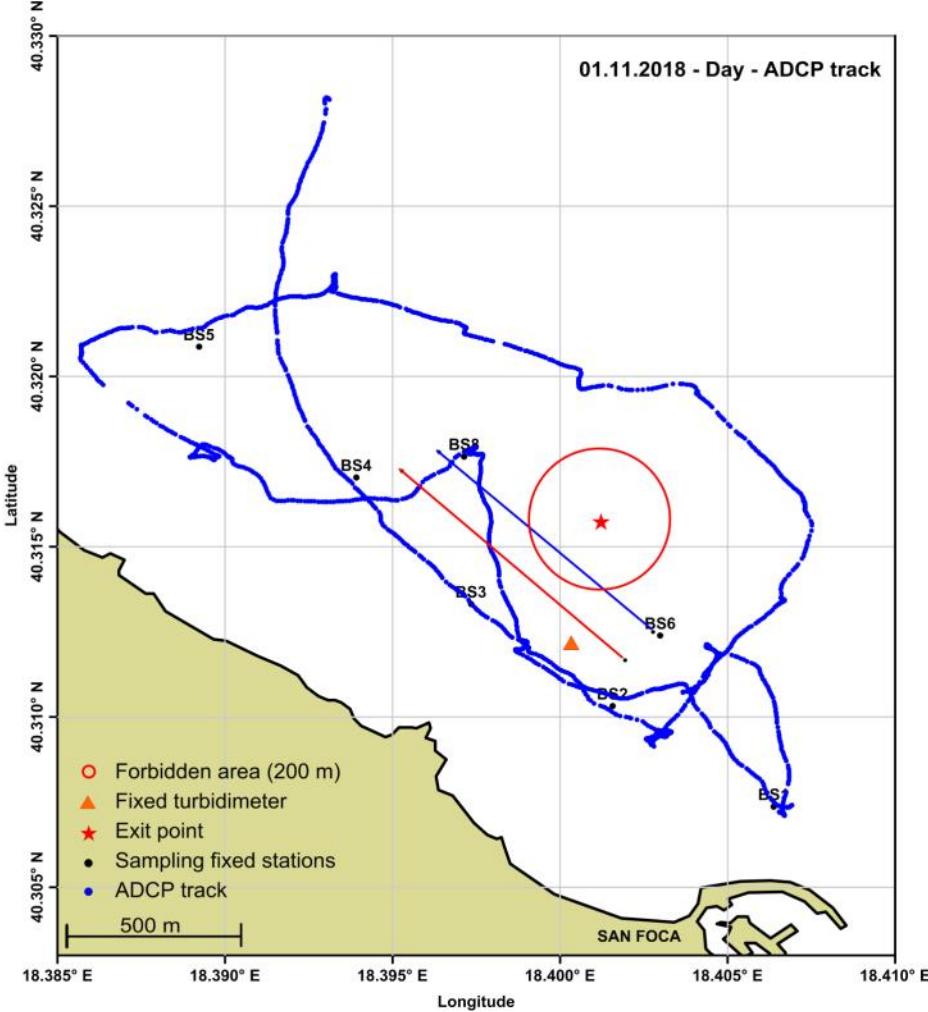 01.11.2018 - Day - ADCP track
40.330° N
40.325° N
40.320° N
40.315° N
40.310° N
40.305° N
Latitude
BS5
BS8
BS4
BS3
BS6
BS2
BS
Forbidden area (200 m)
Fixed turbidimeter
Exit point
Sampling fixed stations
ADCP track
500 m
SAN FOCA
18.385° E
18.390° E
18.395° E
18.400° E
18.405° E
18.410° E
Longitude